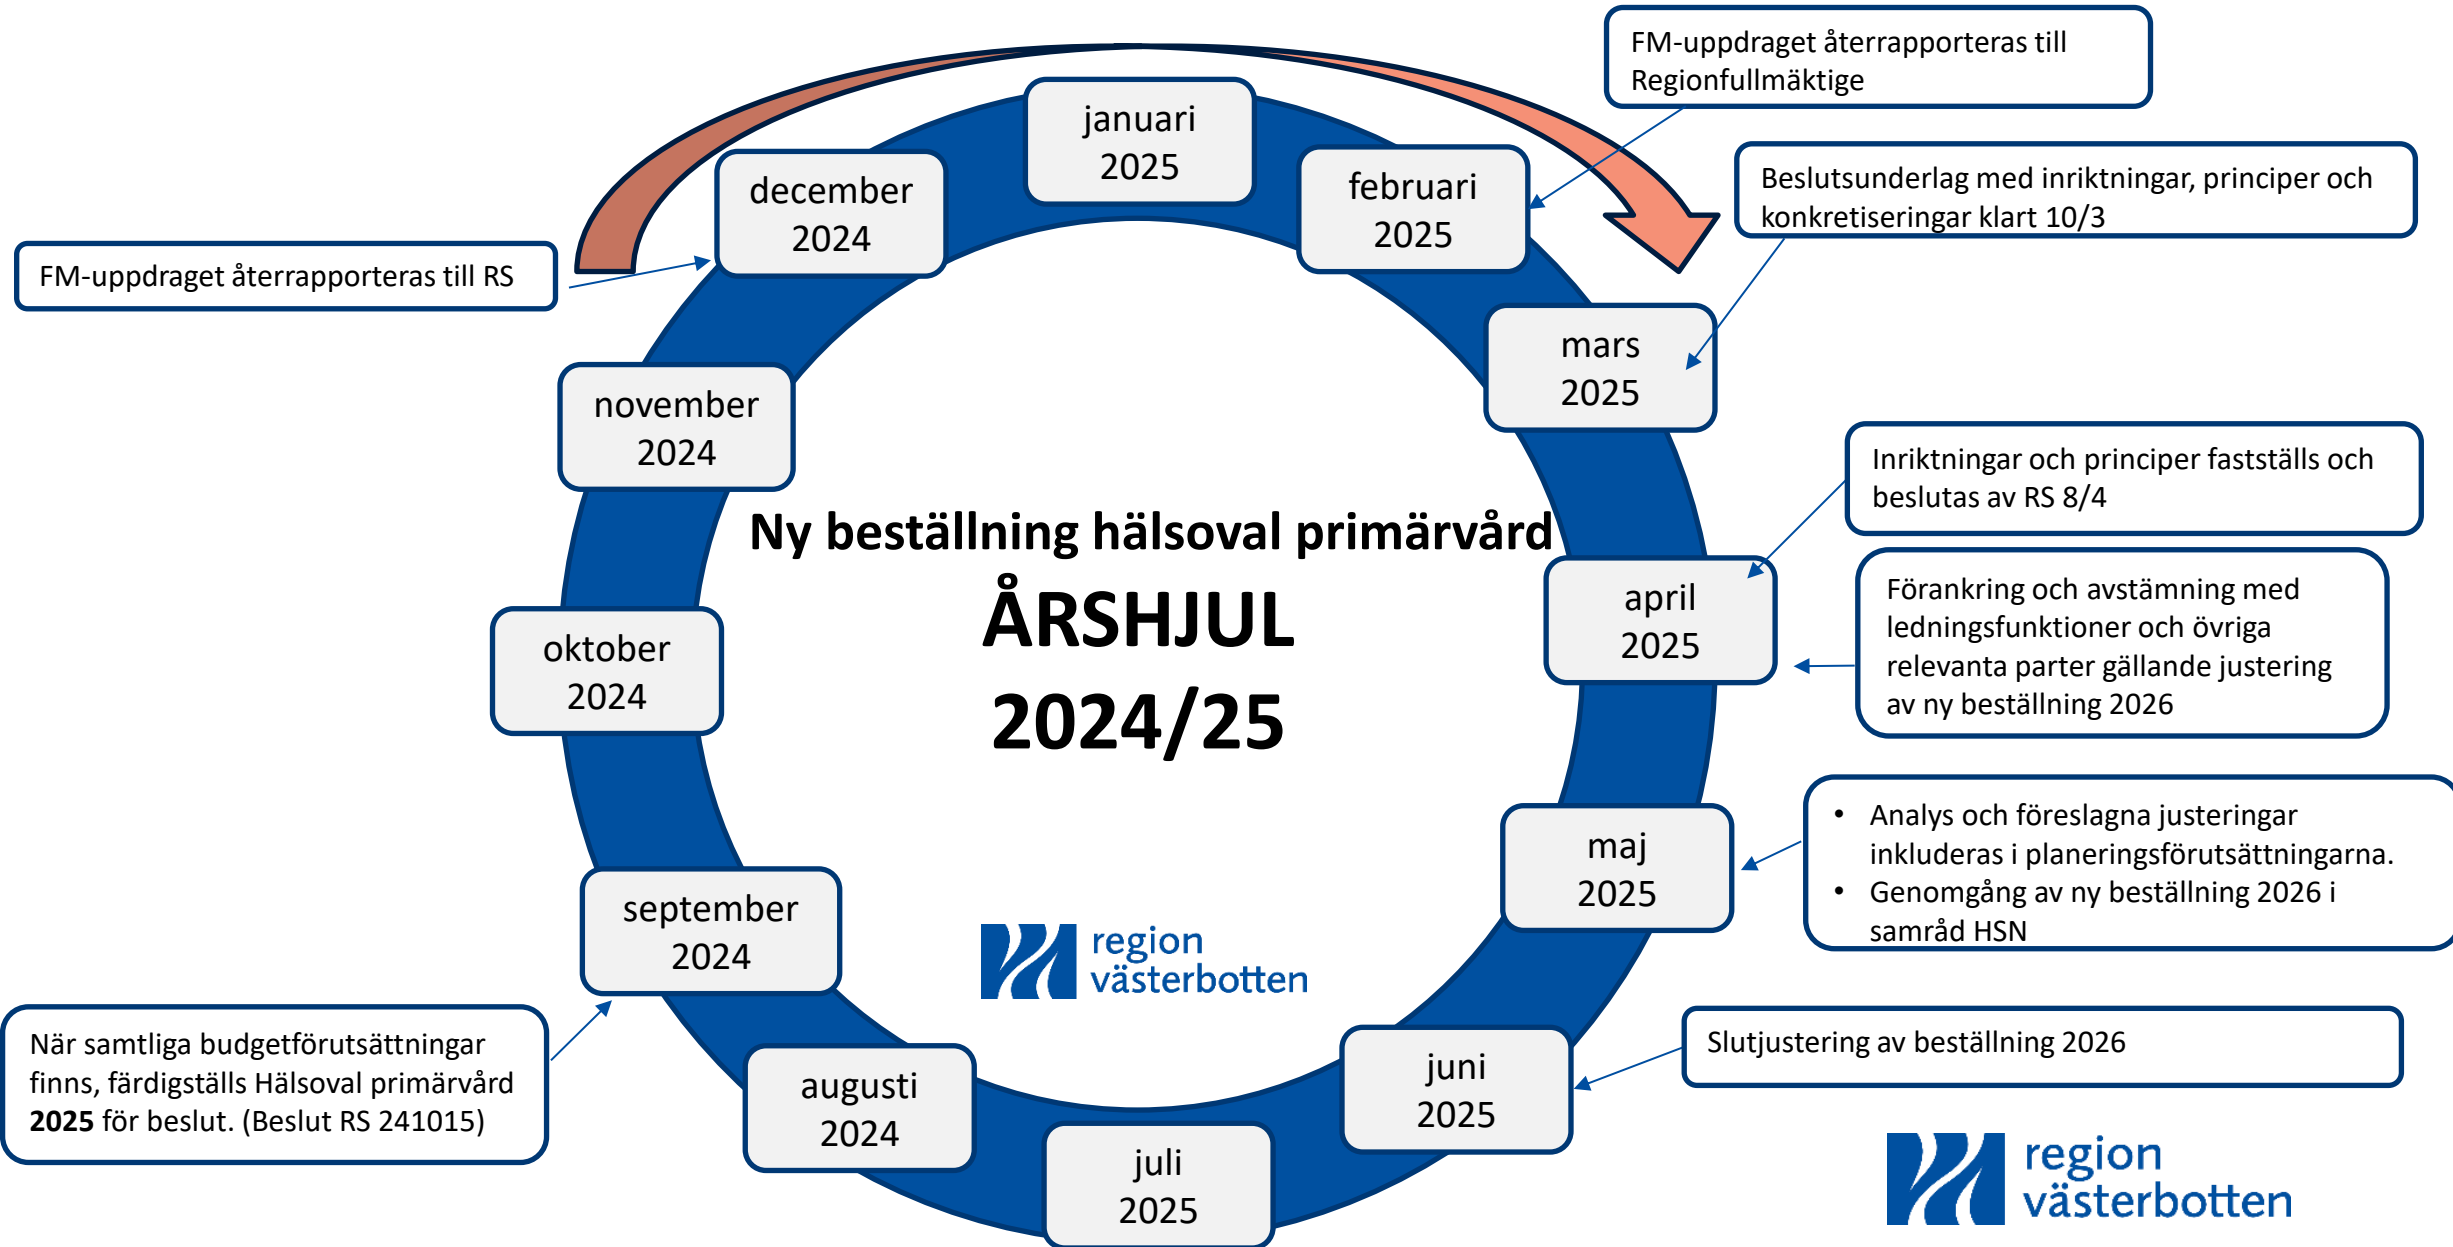 FM-uppdraget återrapporteras till
Regionfullmäktige
januari
2025
december
2024
februari
2025
Beslutsunderlag med inriktningar, principer och
konkretiseringar klart 10/3
FM-uppdraget återrapporteras till RS
mars
2025
november
2024
Inriktningar och principer fastställs och
beslutas av RS 8/4
Ny beställning hälsoval primärvård
ÅRSHJUL
2024/25
april
2025
Förankring och avstämning med
ledningsfunktioner och övriga
relevanta parter gällande justering
av ny beställning 2026
oktober
2024
maj
2025
• Analys och föreslagna justeringar
inkluderas i planeringsförutsättningarna.
• Genomgång av ny beställning 2026 i
samråd HSN
september
2024
region
västerbotten
När samtliga budgetförutsättningar
finns, färdigställs Hälsoval primärvård
2025 för beslut. (Beslut RS 241015)
augusti
2024
juni
2025
Slutjustering av beställning 2026
juli
2025
region
västerbotten